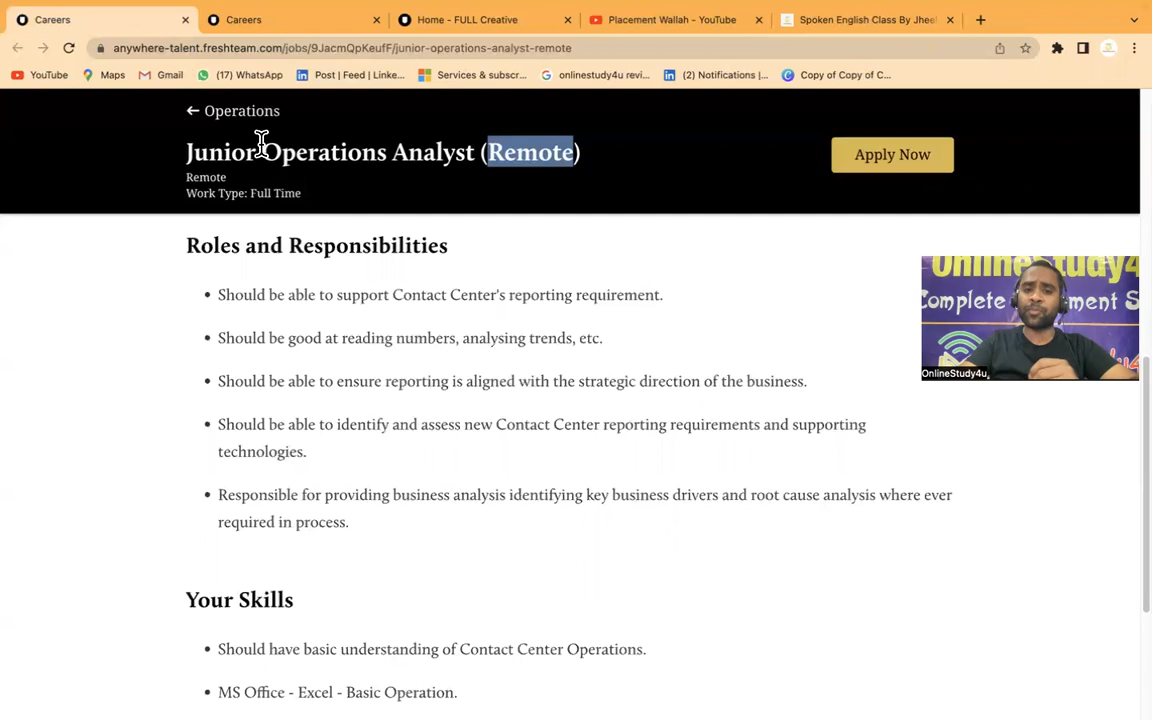 Careers
Careers
Home - FULL Creative
Placement Wallah - YouTube
Spoken English Class By Jheel
anywhere-talent.freshteam.com/jobs/9JacmQpKeufF/junior-operations-analyst-remote
YouTube
Maps
Gmail
(17) WhatsApp
Post | Feed | Linke...
Services & subscr...
onlinestudy4u revi...
(2) Notifications |...
Copy of Copy of C...
← Operations
Junior Operations Analyst (Remote)
Apply Now
Remote
Work Type: Full Time
Roles and Responsibilities
• Should be able to support Contact Center's reporting requirement.
• Should be good at reading numbers, analysing trends, etc.
• Should be able to ensure reporting is aligned with the strategic direction of the business.
• Should be able to identify and assess new Contact Center reporting requirements and supporting
technologies.
• Responsible for providing business analysis identifying key business drivers and root cause analysis where ever
required in process.
Your Skills
• Should have basic understanding of Contact Center Operations.
• MS Office - Excel - Basic Operation.
OnlineStudy4u